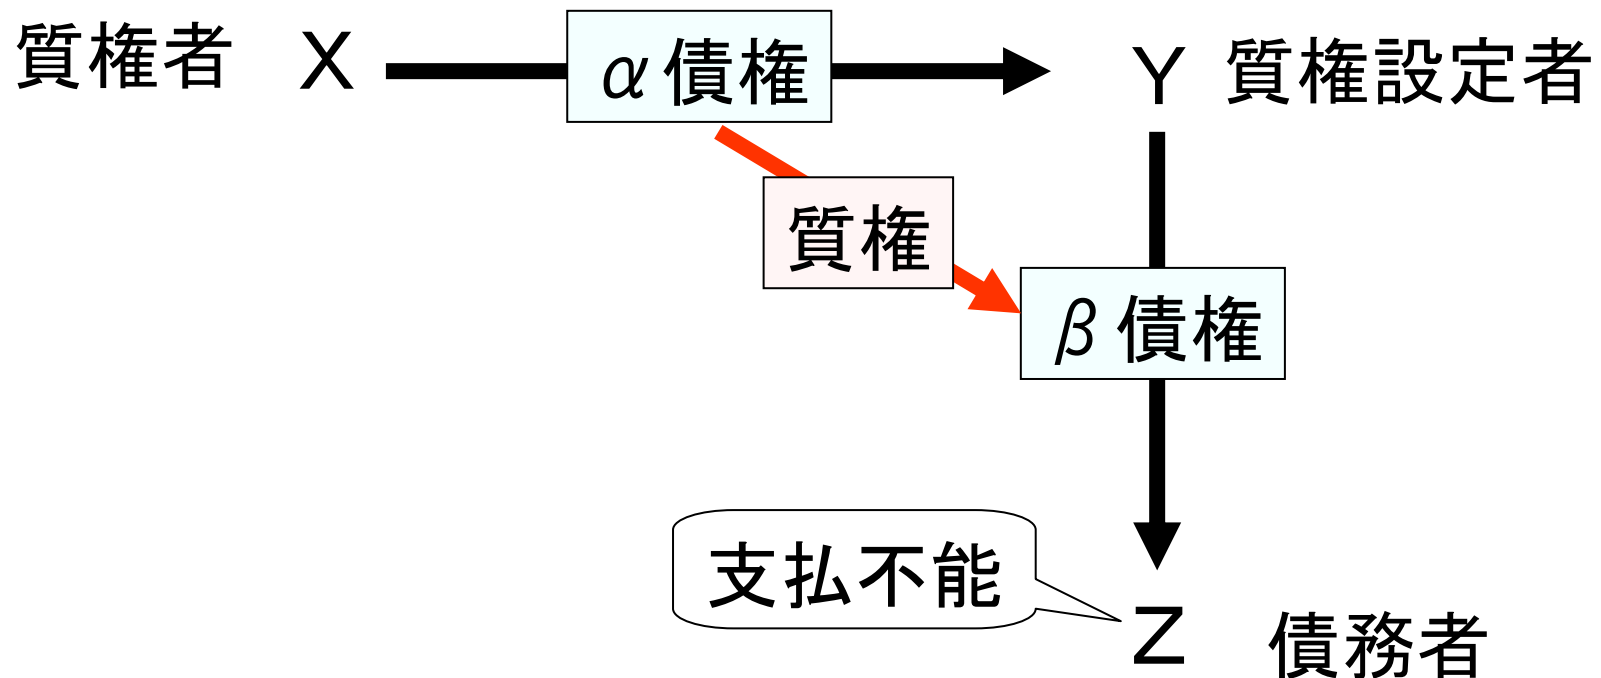 質権者 X
α債権
Y 質権設定者
質権
β債権
支払不能
Z 債務者